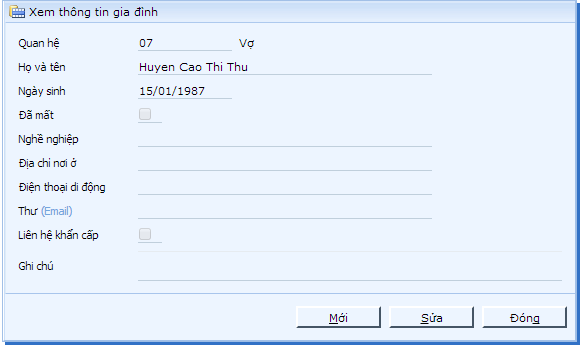 Xem thông tin gia đình
Quan hệ 07 Vợ
Họ và tên Huyen Cao Thi Thu
Ngày sinh 15/01/1987
Đã mất
Nghề nghiệp
Địa chỉ nơi ở
Điện thoại di động
Thư (Email)
Liên hệ khẩn cấp
Ghi chú
Mới Sửa Đóng